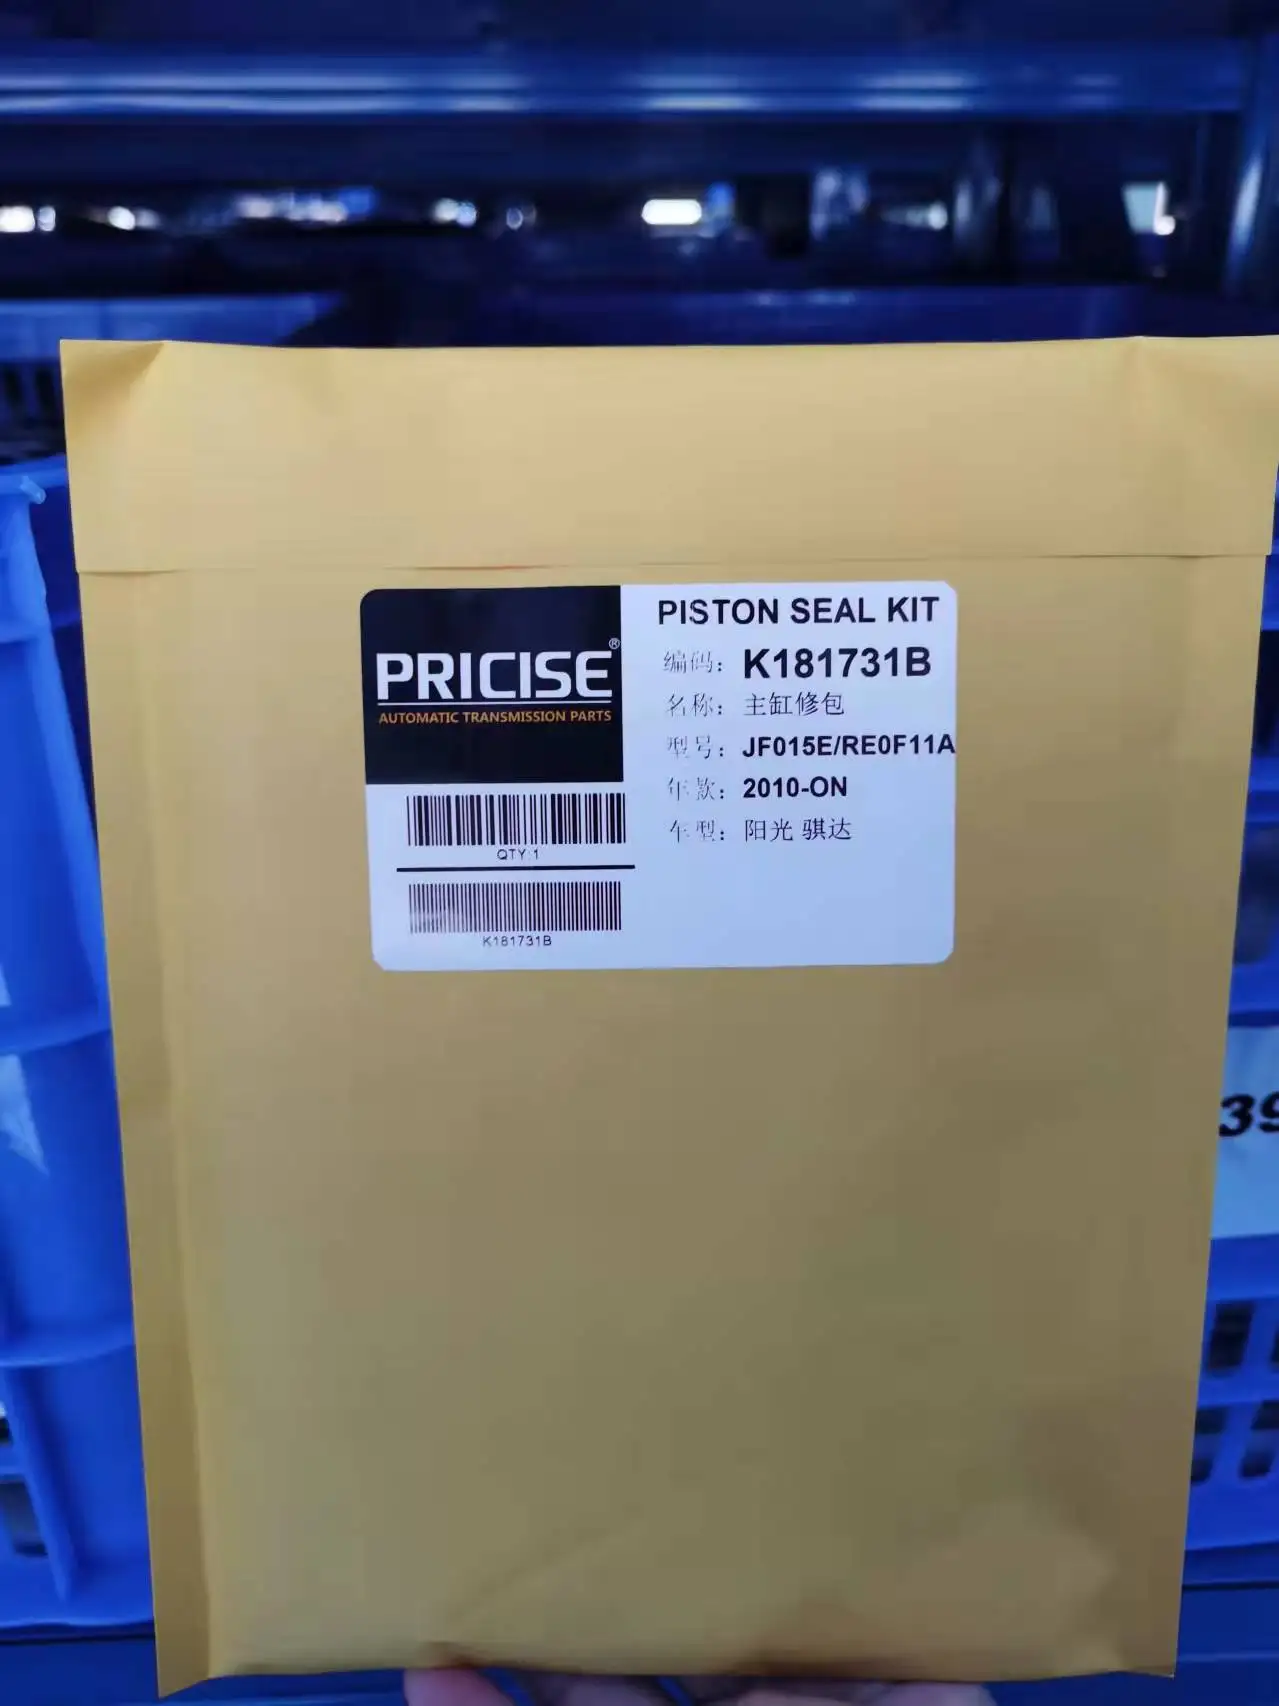 PRICISE®
AUTOMATIC TRANSMISSION PARTS
QTY:1
K181731B
PISTON SEAL KIT
编码: K181731B
名称: 主缸修包
型号: JF015E/RE0F11A
年款: 2010-ON
车型: 阳光 骐达
39